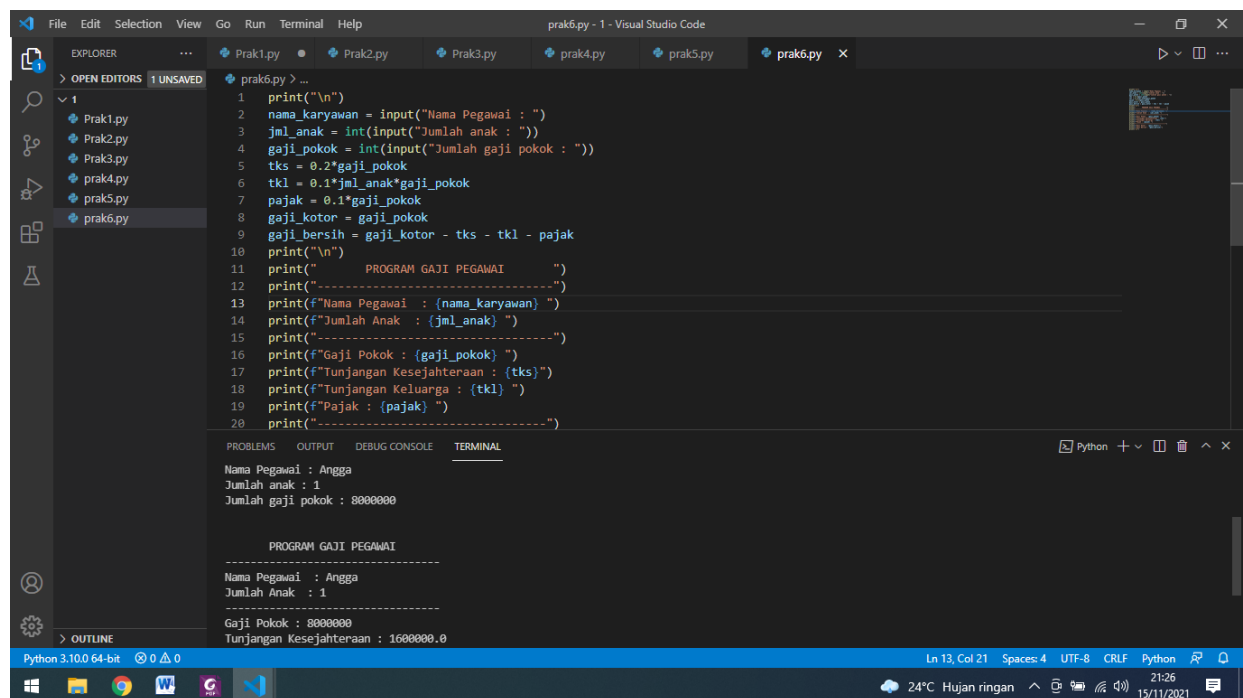 File Edit Selection View Go Run Terminal Help prak6.py - 1 - Visual Studio Code
EXPLORER ... Prak1.py Prak2.py Prak3.py prak4.py prak5.py prak6.py
1
OPEN EDITORS 1 UNSAVED
1
Prak1.py
Prak2.py
Prak3.py
prak4.py
prak5.py
prak6.py
OUTLINE
prak6.py > ...
1 print("\n")
2 nama_karyawan = input("Nama Pegawai : ")
3 jml_anak = int(input("Jumlah anak : "))
4 gaji_pokok = int(input("Jumlah gaji pokok : "))
5 tks = 0.2*gaji_pokok
6 tkl = 0.1*jml_anak*gaji_pokok
7 pajak = 0.1*gaji_pokok
8 gaji_kotor = gaji_pokok
9 gaji_bersih = gaji_kotor - tks - tkl - pajak
10 print("\n")
11 print("       PROGRAM GAJI PEGAWAI       ")
12 print("----------------------------------")
13 print(f"Nama Pegawai  : {nama_karyawan} ")
14 print(f"Jumlah Anak  : {jml_anak} ")
15 print("----------------------------------")
16 print(f"Gaji Pokok : {gaji_pokok} ")
17 print(f"Tunjangan Kesejahteraan : {tks}")
18 print(f"Tunjangan Keluarga : {tkl} ")
19 print(f"Pajak : {pajak} ")
20 print("---------------------------------")
PROBLEMS OUTPUT DEBUG CONSOLE TERMINAL Python
Nama Pegawai : Angga
Jumlah anak : 1
Jumlah gaji pokok : 8000000
PROGRAM GAJI PEGAWAI
----------------------------------
Nama Pegawai  : Angga
Jumlah Anak  : 1
----------------------------------
Gaji Pokok : 8000000
Tunjangan Kesejahteraan : 1600000.0
Python 3.10.0 64-bit 0 0 Ln 13, Col 21 Spaces: 4 UTF-8 CRLF Python
24°C Hujan ringan 21:26
15/11/2021